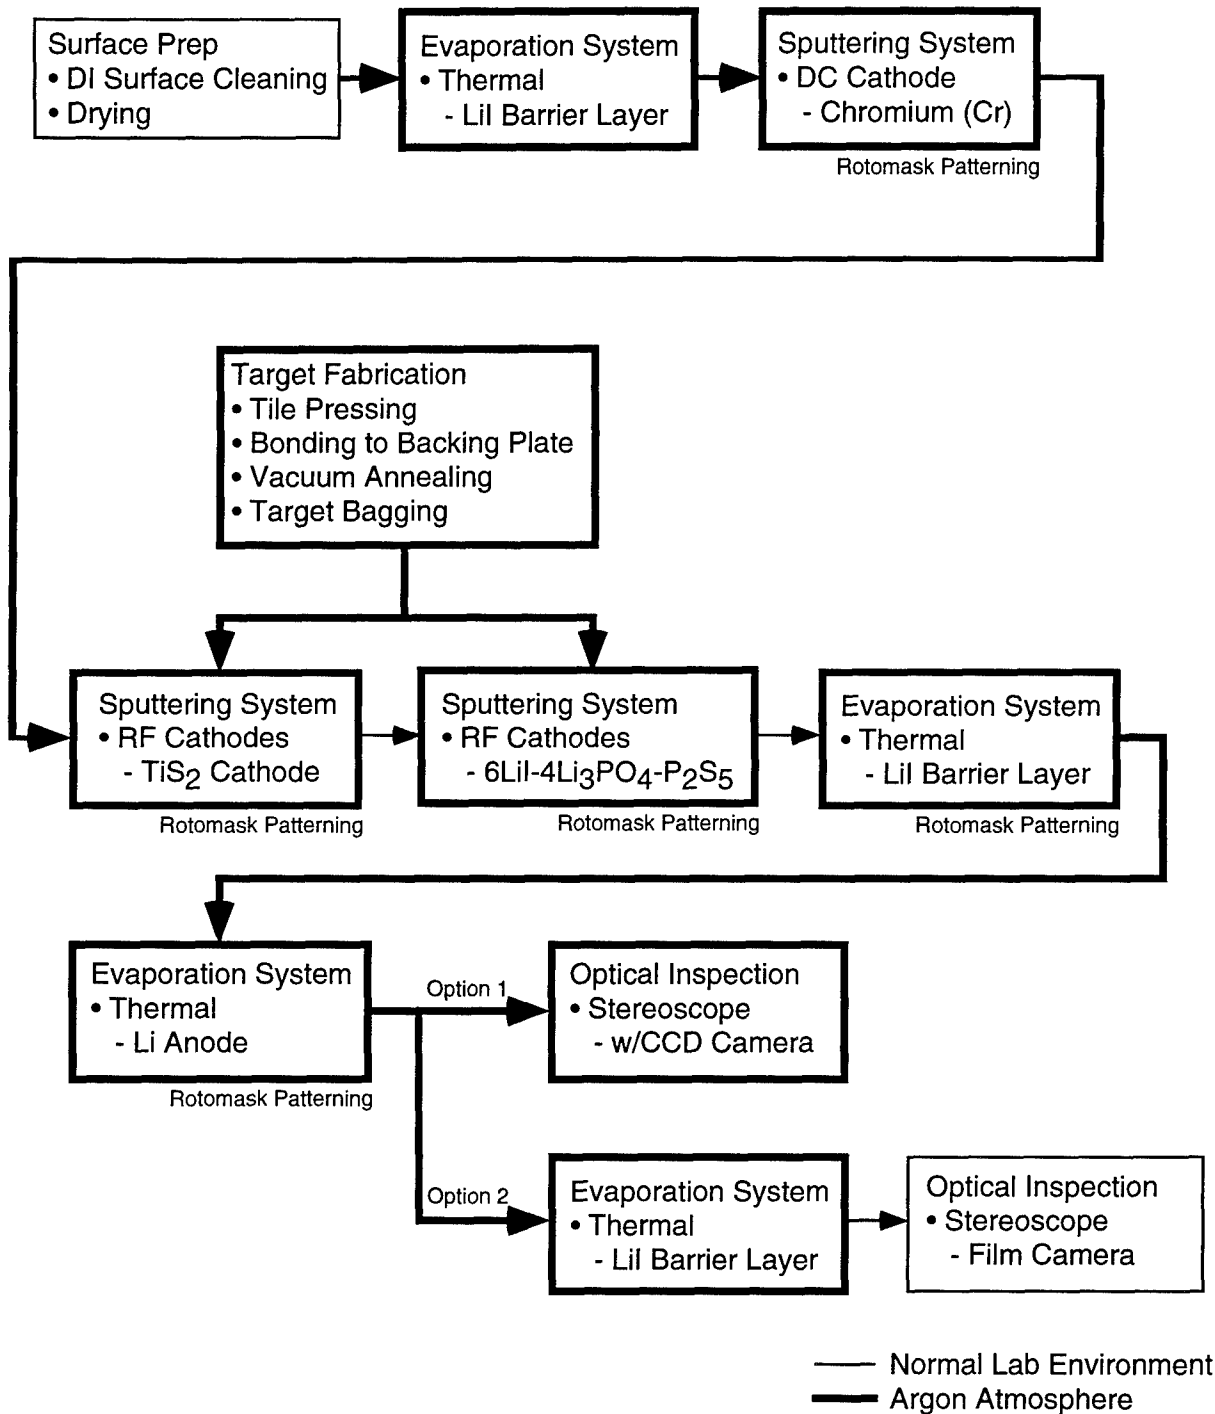 Surface Prep
• DI Surface Cleaning
• Drying
Evaporation System
• Thermal
- LiI Barrier Layer
Sputtering System
• DC Cathode
- Chromium (Cr)
Rotomask Patterning
Target Fabrication
• Tile Pressing
• Bonding to Backing Plate
• Vacuum Annealing
• Target Bagging
Sputtering System
• RF Cathodes
- TiS2 Cathode
Rotomask Patterning
Sputtering System
• RF Cathodes
- 6LiI-4Li3PO4-P2S5
Rotomask Patterning
Evaporation System
• Thermal
- LiI Barrier Layer
Rotomask Patterning
Evaporation System
• Thermal
- Li Anode
Rotomask Patterning
Option 1
Optical Inspection
• Stereoscope
- w/CCD Camera
Option 2
Evaporation System
• Thermal
- LiI Barrier Layer
Optical Inspection
• Stereoscope
- Film Camera
Normal Lab Environment
Argon Atmosphere